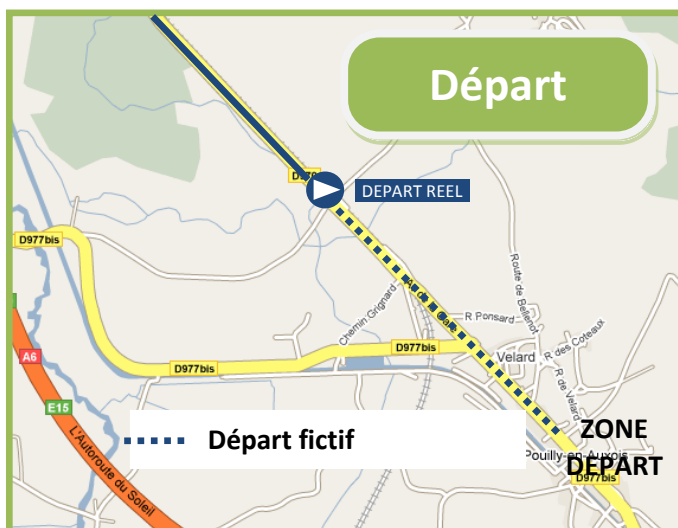 Départ
DEPART REEL
D977bis
Chemin Grignard
R Ponsard
Route de Bellenot
R des Coteaux
D977bis
Velard
R de Velard
A6
D977bis
E15
L'Autoroute du Soleil
Départ fictif
ZONE
DÉPART
Pouilly-en-Auxois
D977bis